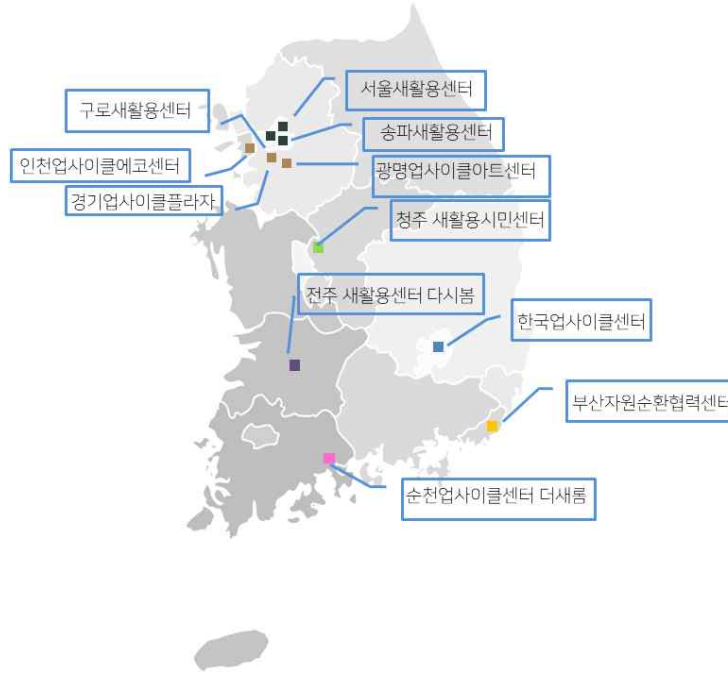 서울새활용센터
구로새활용센터
송파새활용센터
인천업사이클에코센터
광명업사이클아트센터
경기업사이클플라자
청주 새활용시민센터
전주 새활용센터 다시봄
한국업사이클센터
부산자원순환협력센터
순천업사이클센터 더새롬